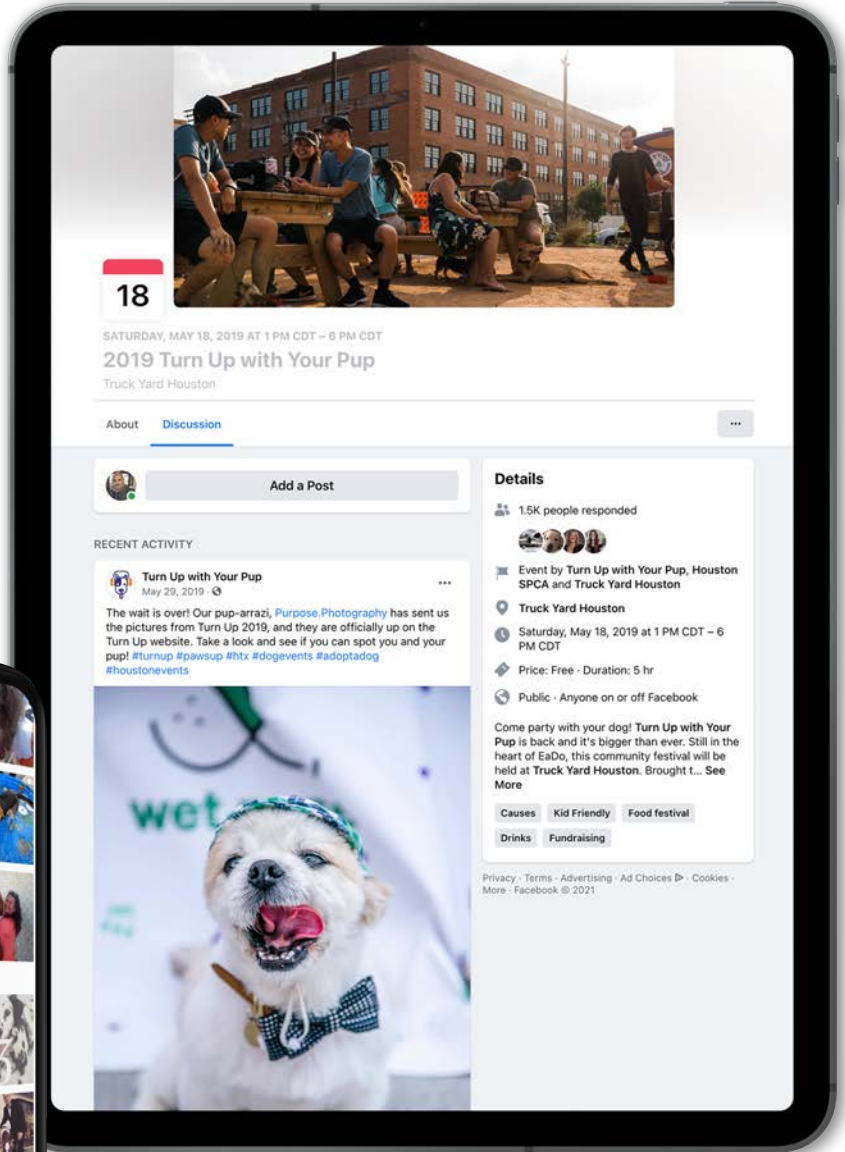 18
SATURDAY, MAY 18, 2019 AT 1 PM CDT – 6 PM CDT
2019 Turn Up with Your Pup
Truck Yard Houston
About
Discussion
...
Add a Post
RECENT ACTIVITY
Turn Up with Your Pup
...
May 29, 2019 ·
The wait is over! Our pup-arrazi, Purpose.Photography has sent us
the pictures from Turn Up 2019, and they are officially up on the
Turn Up website. Take a look and see if you can spot you and your
pup! #turnup #pawsup #htx #dogevents #adoptadog
#houstonevents
wet
Details
1.5K people responded
Event by Turn Up with Your Pup, Houston
SPCA and Truck Yard Houston
Truck Yard Houston
Saturday, May 18, 2019 at 1 PM CDT – 6
PM CDT
Price: Free · Duration: 5 hr
Public · Anyone on or off Facebook
Come party with your dog! Turn Up with Your
Pup is back and it's bigger than ever. Still in the
heart of EaDo, this community festival will be
held at Truck Yard Houston. Brought t... See
More
Causes
Kid Friendly
Food festival
Drinks
Fundraising
Privacy · Terms · Advertising · Ad Choices · Cookies ·
More · Facebook © 2021